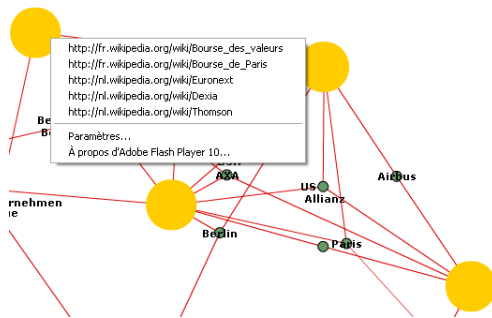 http://fr.wikipedia.org/wiki/Bourse_des_valeurs
http://fr.wikipedia.org/wiki/Bourse_de_Paris
http://nl.wikipedia.org/wiki/Euronext
http://nl.wikipedia.org/wiki/Dexia
http://nl.wikipedia.org/wiki/Thomson
Paramètres...
À propos d'Adobe Flash Player 10...
AXA
Airbus
US
Allianz
Berlin
Paris